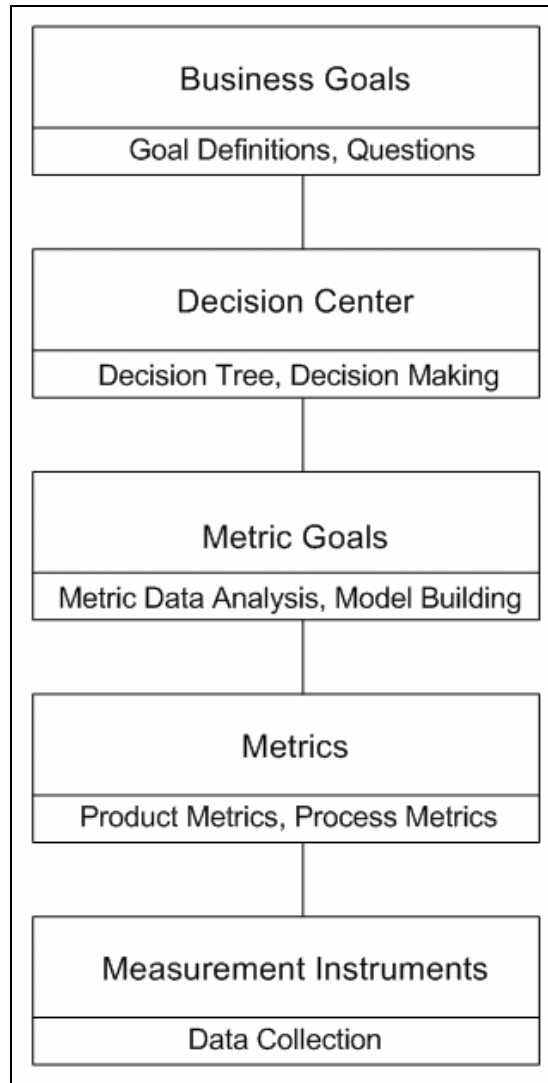 Business Goals
Goal Definitions, Questions
Decision Center
Decision Tree, Decision Making
Metric Goals
Metric Data Analysis, Model Building
Metrics
Product Metrics, Process Metrics
Measurement Instruments
Data Collection